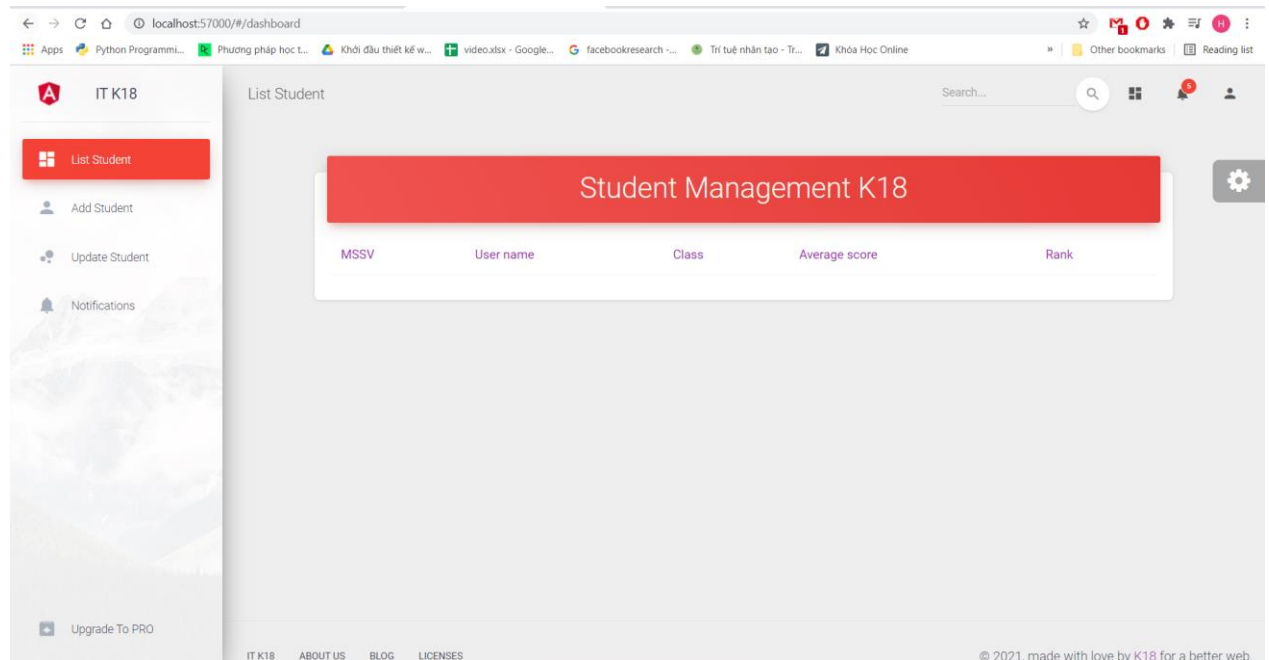 localhost:57000/#/dashboard
1
O
H
Apps Python Programmi... Phương pháp học t... Khởi đầu thiết kế w... video.xlsx - Google... G facebookresearch -... Trí tuệ nhân tạo - Tr... Khóa Học Online » Other bookmarks Reading list
A IT K18
List Student
Search...
5
List Student
Add Student
Update Student
Notifications
Upgrade To PRO
Student Management K18
MSSV User name Class Average score Rank
IT K18 ABOUT US BLOG LICENSES
© 2021, made with love by K18 for a better web.